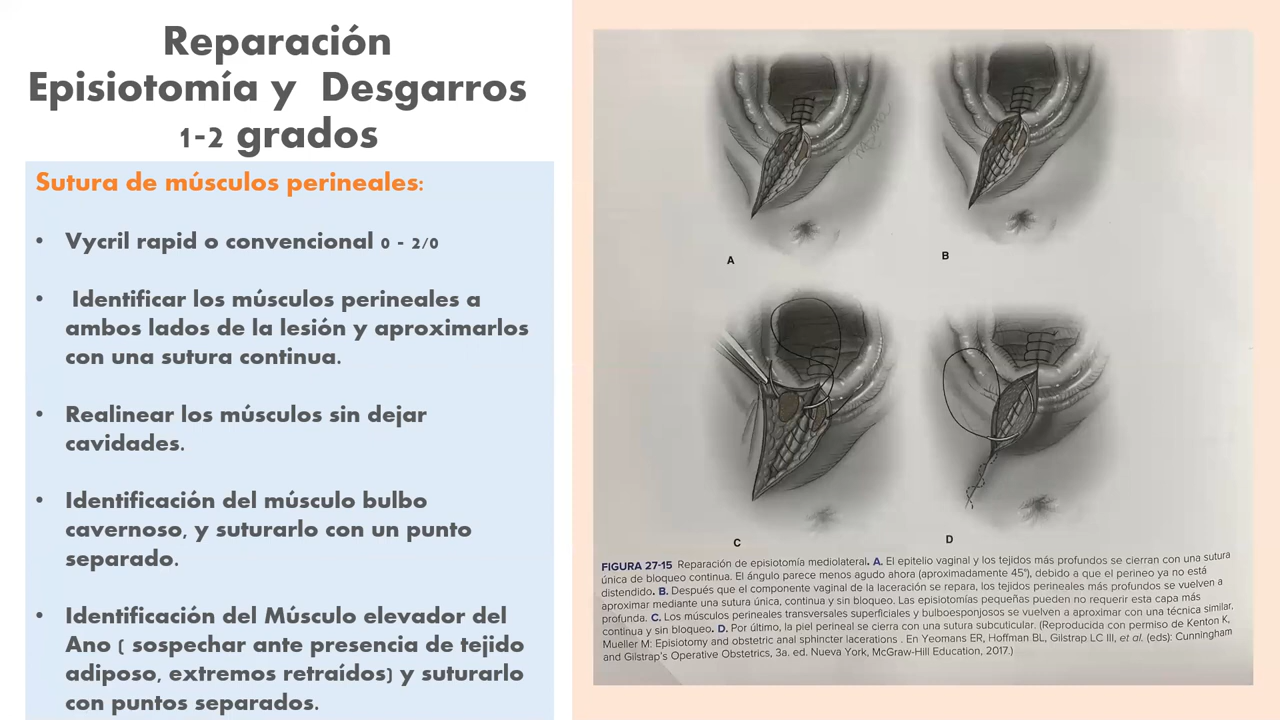 Reparación
Episiotomía y Desgarros
1-2 grados
Sutura de músculos perineales:
• Vycril rapid o convencional 0 - 2/0
• Identificar los músculos perineales a
ambos lados de la lesión y aproximarlos
con una sutura continua.
• Realinear los músculos sin dejar
cavidades.
• Identificación del músculo bulbo
cavernoso, y suturarlo con un punto
separado.
• Identificación del Músculo elevador del
Ano ( sospechar ante presencia de tejido
adiposo, extremos retraídos) y suturarlo
con puntos separados.
A
B
C
D
FIGURA 27-15 Reparación de episiotomía mediolateral. A. El epitelio vaginal y los tejidos más profundos se cierran con una sutura
única de bloqueo continua. El ángulo parece menos agudo ahora (aproximadamente 45°), debido a que el perineo ya no está
distendido. B. Después que el componente vaginal de la laceración se repara, los tejidos perineales más profundos se vuelven a
aproximar mediante una sutura única, continua y sin bloqueo. Las episiotomías pequeñas pueden no requerir esta capa más
profunda. C. Los músculos perineales transversales superficiales y bulboesponjosos se vuelven a aproximar con una técnica similar,
continua y sin bloqueo. D. Por último, la piel perineal se cierra con una sutura subcuticular. (Reproducida con permiso de Kenton K,
Mueller M: Episiotomy and obstetric anal sphincter lacerations . En Yeomans ER, Hoffman BL, Gilstrap LC III, et al. (eds): Cunningham
and Gilstrap's Operative Obstetrics, 3a. ed. Nueva York, McGraw-Hill Education, 2017.)